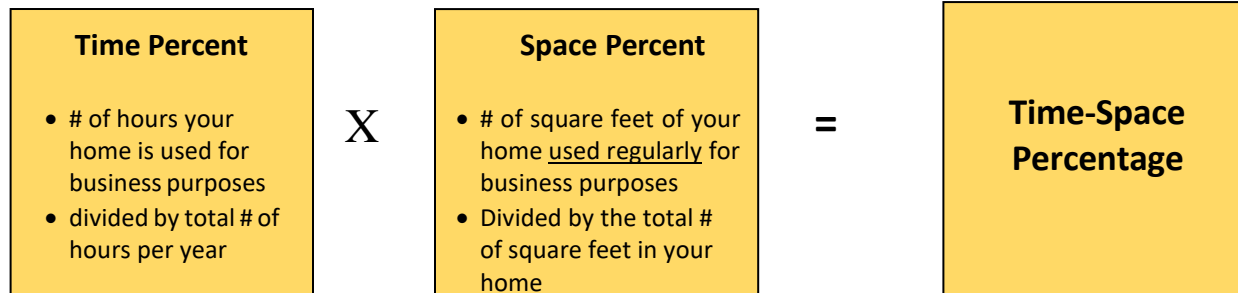 Time Percent
• # of hours your
home is used for
business purposes
• divided by total # of
hours per year
X
Space Percent
• # of square feet of your
home used regularly for
business purposes
• Divided by the total #
of square feet in your
home
=
Time-Space
Percentage